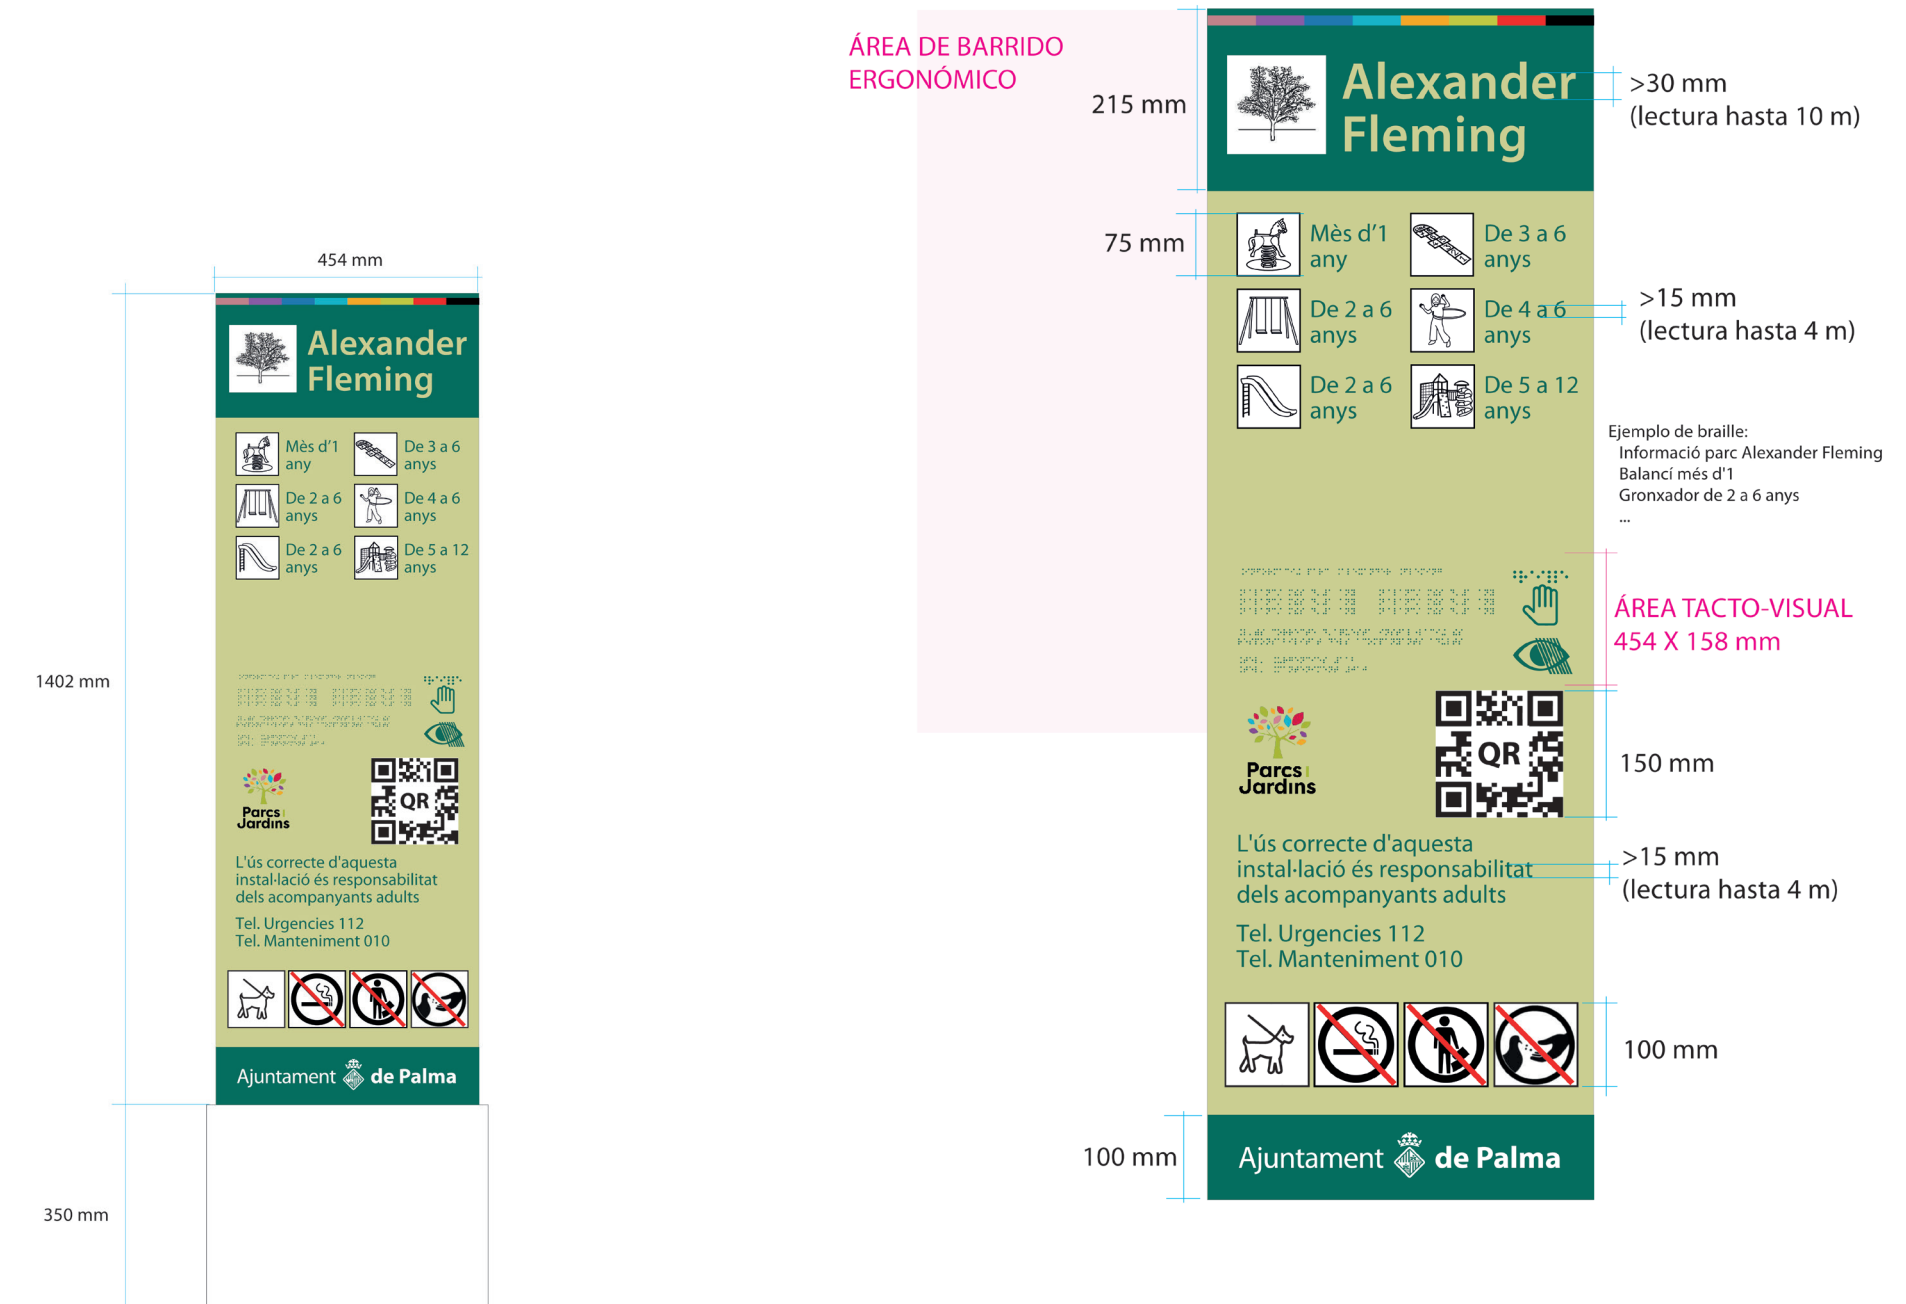 454 mm
1402 mm
350 mm
Alexander
Fleming
Mès d'1
any
De 3 a 6
anys
De 2 a 6
anys
De 4 a 6
anys
De 2 a 6
anys
De 5 a 12
anys
Parcs i
Jardins
QR
L'ús correcte d'aquesta
instal·lació és responsabilitat
dels acompanyants adults
Tel. Urgencies 112
Tel. Manteniment 010
Ajuntament de Palma
ÁREA DE BARRIDO
ERGONÓMICO
215 mm
75 mm
100 mm
Alexander
Fleming
Mès d'1
any
De 3 a 6
anys
De 2 a 6
anys
De 4 a 6
anys
De 2 a 6
anys
De 5 a 12
anys
Parcs i
Jardins
QR
L'ús correcte d'aquesta
instal·lació és responsabilitat
dels acompanyants adults
Tel. Urgencies 112
Tel. Manteniment 010
Ajuntament de Palma
>30 mm
(lectura hasta 10 m)
>15 mm
(lectura hasta 4 m)
Ejemplo de braille:
Informació parc Alexander Fleming
Balancí més d'1
Gronxador de 2 a 6 anys
...
ÁREA TACTO-VISUAL
454 X 158 mm
150 mm
>15 mm
(lectura hasta 4 m)
100 mm